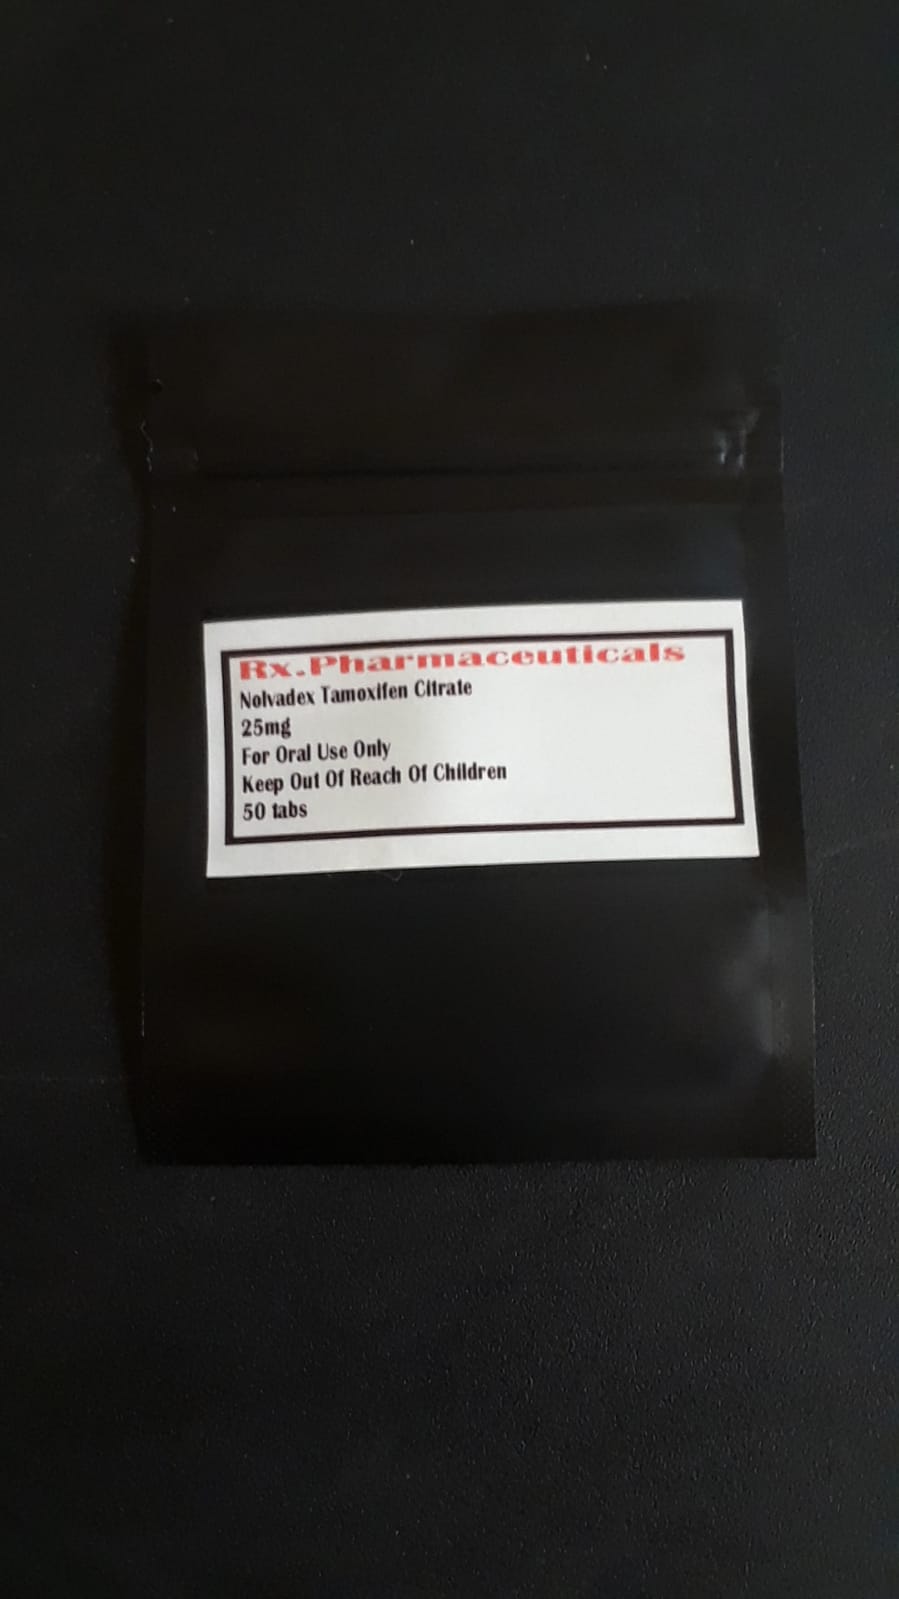 Rx.Pharmaceuticals
Nolvadex Tamoxifen Citrate
25mg
For Oral Use Only
Keep Out Of Reach Of Children
50 tabs